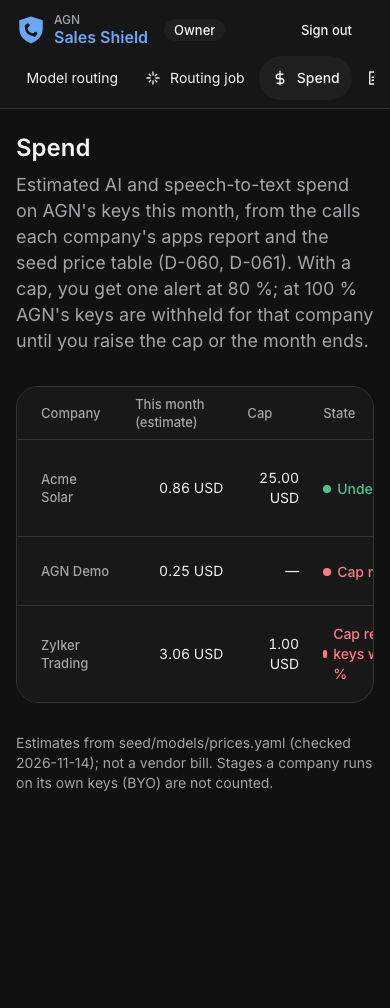 AGN
Sales Shield
Owner
Sign out
Model routing
Routing job
Spend
Spend
Estimated AI and speech-to-text spend
on AGN's keys this month, from the calls
each company's apps report and the
seed price table (D-060, D-061). With a
cap, you get one alert at 80 %; at 100 %
AGN's keys are withheld for that company
until you raise the cap or the month ends.
Company This month (estimate) Cap State
Acme Solar 0.86 USD 25.00 USD Unde
AGN Demo 0.25 USD — Cap
Zylker Trading 3.06 USD 1.00 USD Cap re keys %
Estimates from seed/models/prices.yaml (checked
2026-11-14); not a vendor bill. Stages a company runs
on its own keys (BYO) are not counted.